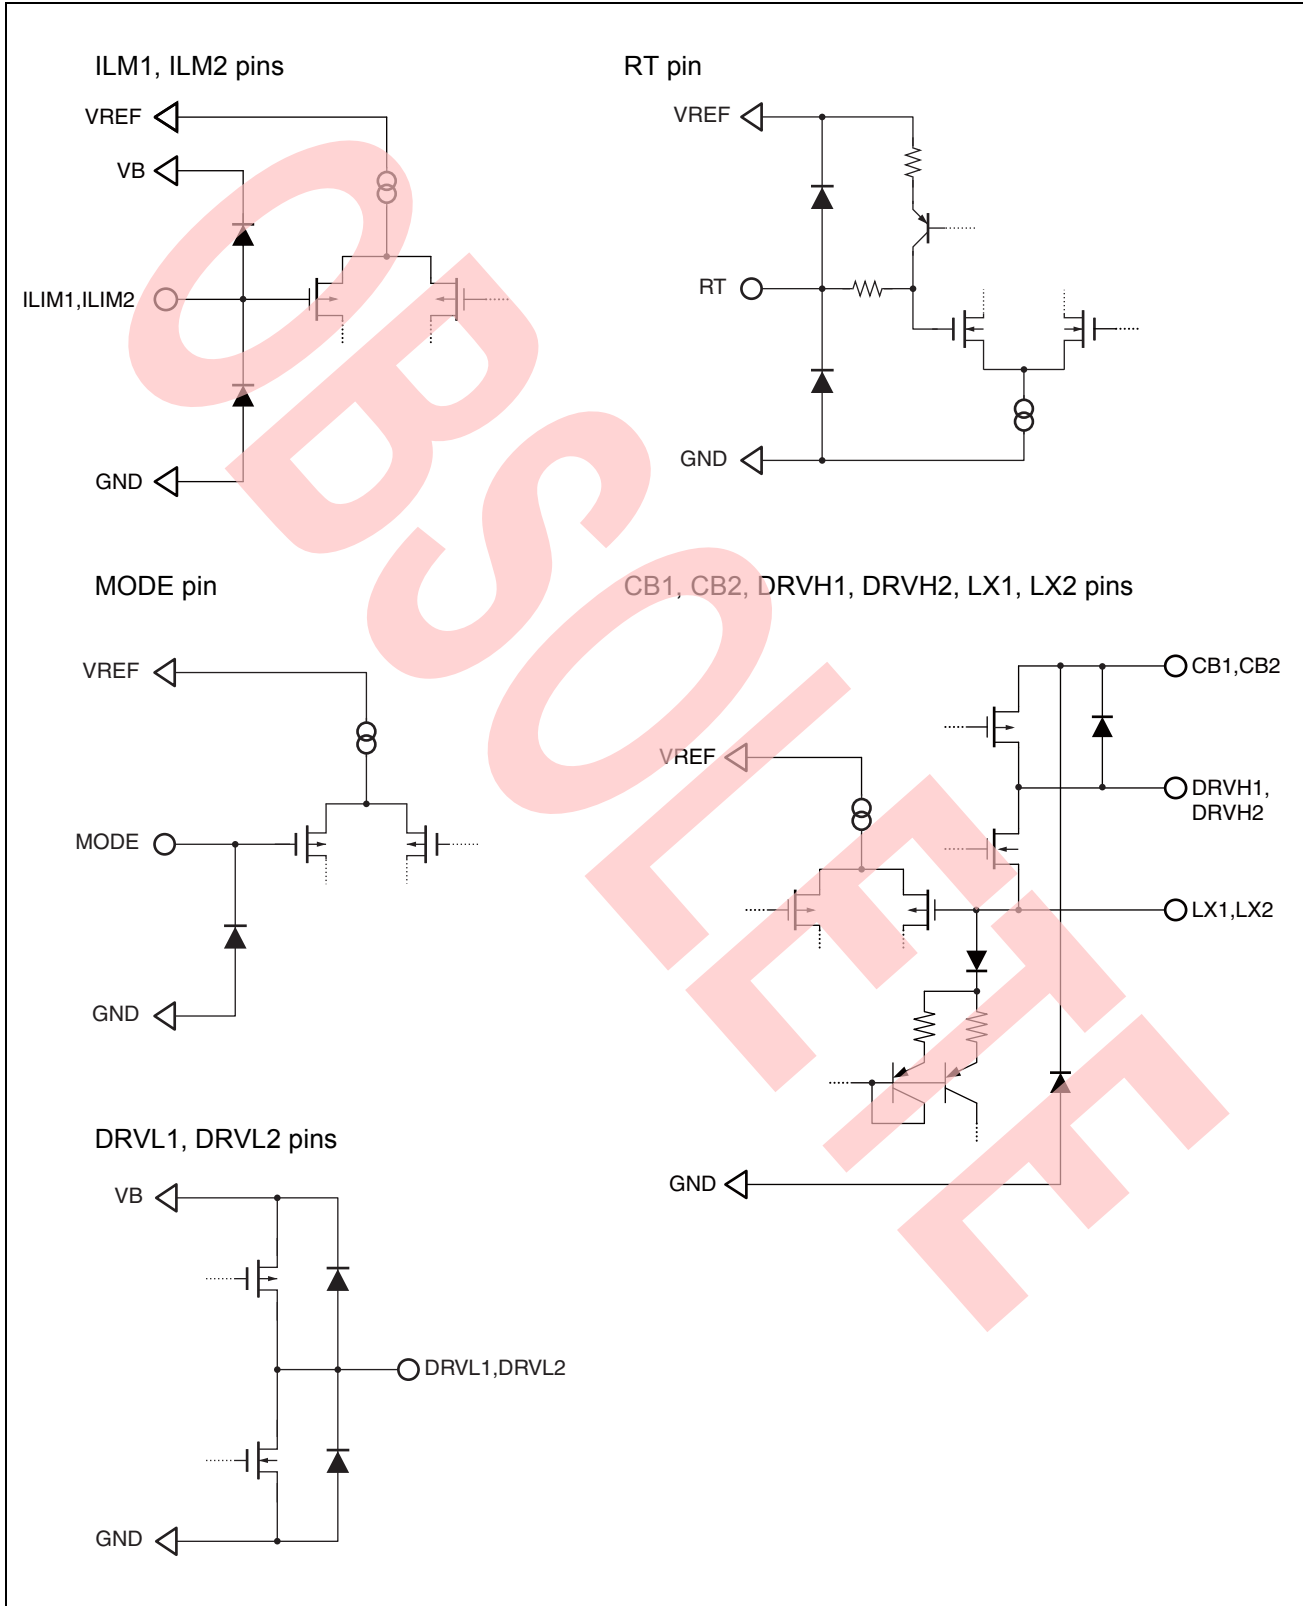 ILM1, ILM2 pins
VREF
VB
ILIM1,ILIM2
GND
RT pin
VREF
RT
GND
MODE pin
VREF
MODE
GND
CB1, CB2, DRVH1, DRVH2, LX1, LX2 pins
CB1,CB2
VREF
DRVH1,
DRVH2
LX1,LX2
GND
DRVL1, DRVL2 pins
VB
DRVL1,DRVL2
GND
OBSOLETE